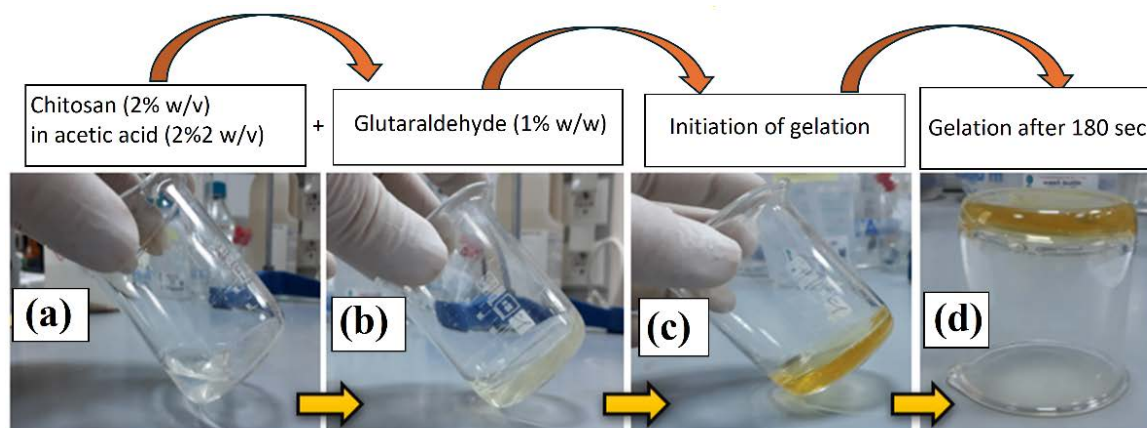 Chitosan (2% w/v)
in acetic acid (2%2 w/v)
+
Glutaraldehyde (1% w/w)
Initiation of gelation
Gelation after 180 sec
(a)
(b)
(c)
(d)